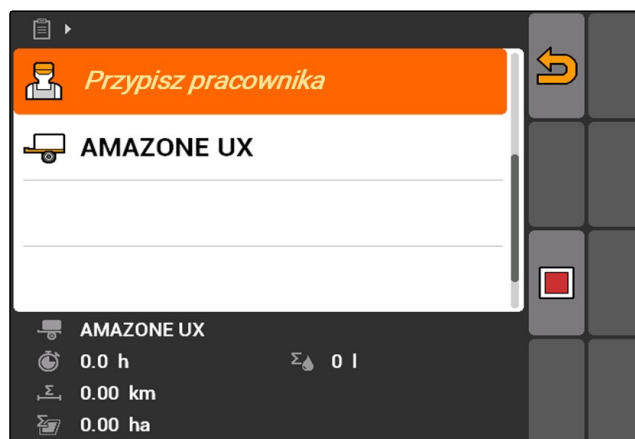 Przypisz pracownika
AMAZONE UX
AMAZONE UX
0.0 h Σ 0 l
Σ 0.00 km
Σ 0.00 ha